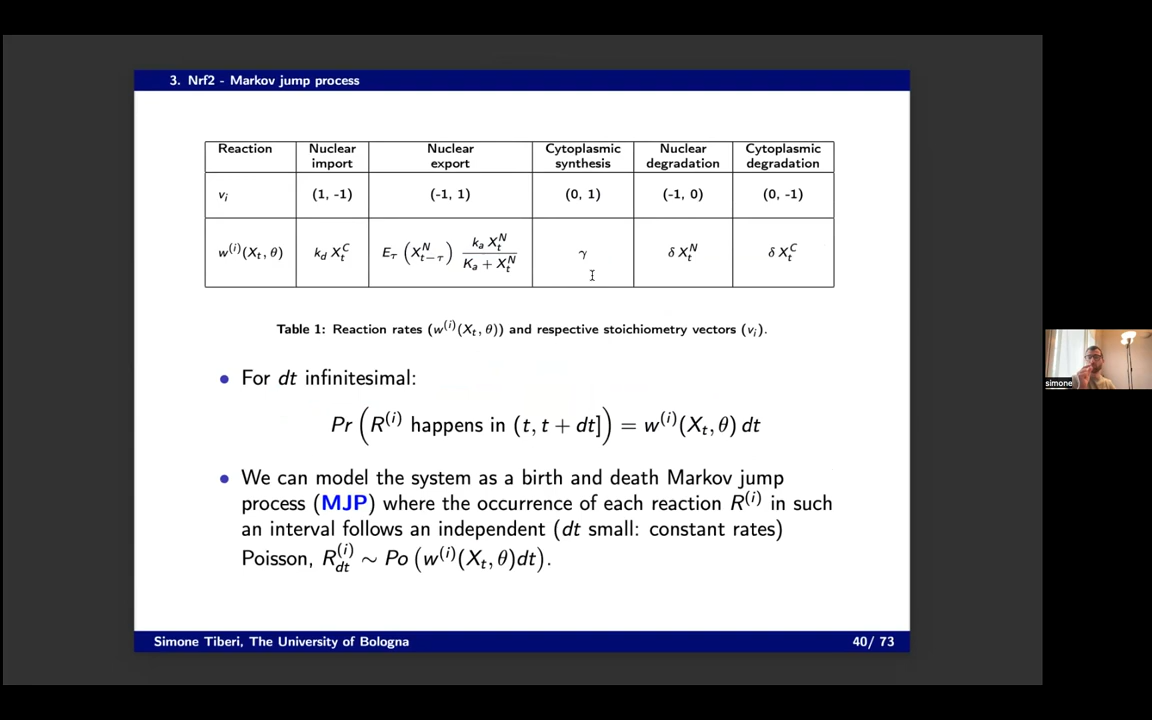 3. Nrf2 - Markov jump process
Reaction Nuclear import Nuclear export Cytoplasmic synthesis Nuclear degradation Cytoplasmic degradation
v_i (1, -1) (-1, 1) (0, 1) (-1, 0) (0, -1)
w^{(i)}(X_t, θ) k_d X_t^C E_τ (X_{t−τ}^N) \frac{k_a X_t^N}{K_a + X_t^N} γ δ X_t^N δ X_t^C
Table 1: Reaction rates (w^{(i)}(X_t, θ)) and respective stoichiometry vectors (v_i).
• For dt infinitesimal:
Pr (R^{(i)} happens in (t, t + dt]) = w^{(i)}(X_t, θ) dt
• We can model the system as a birth and death Markov jump
process (MJP) where the occurrence of each reaction R^{(i)} in such
an interval follows an independent (dt small: constant rates)
Poisson, R_{dt}^{(i)} ∼ Po (w^{(i)}(X_t, θ)dt).
Simone Tiberi, The University of Bologna 40/ 73
simone